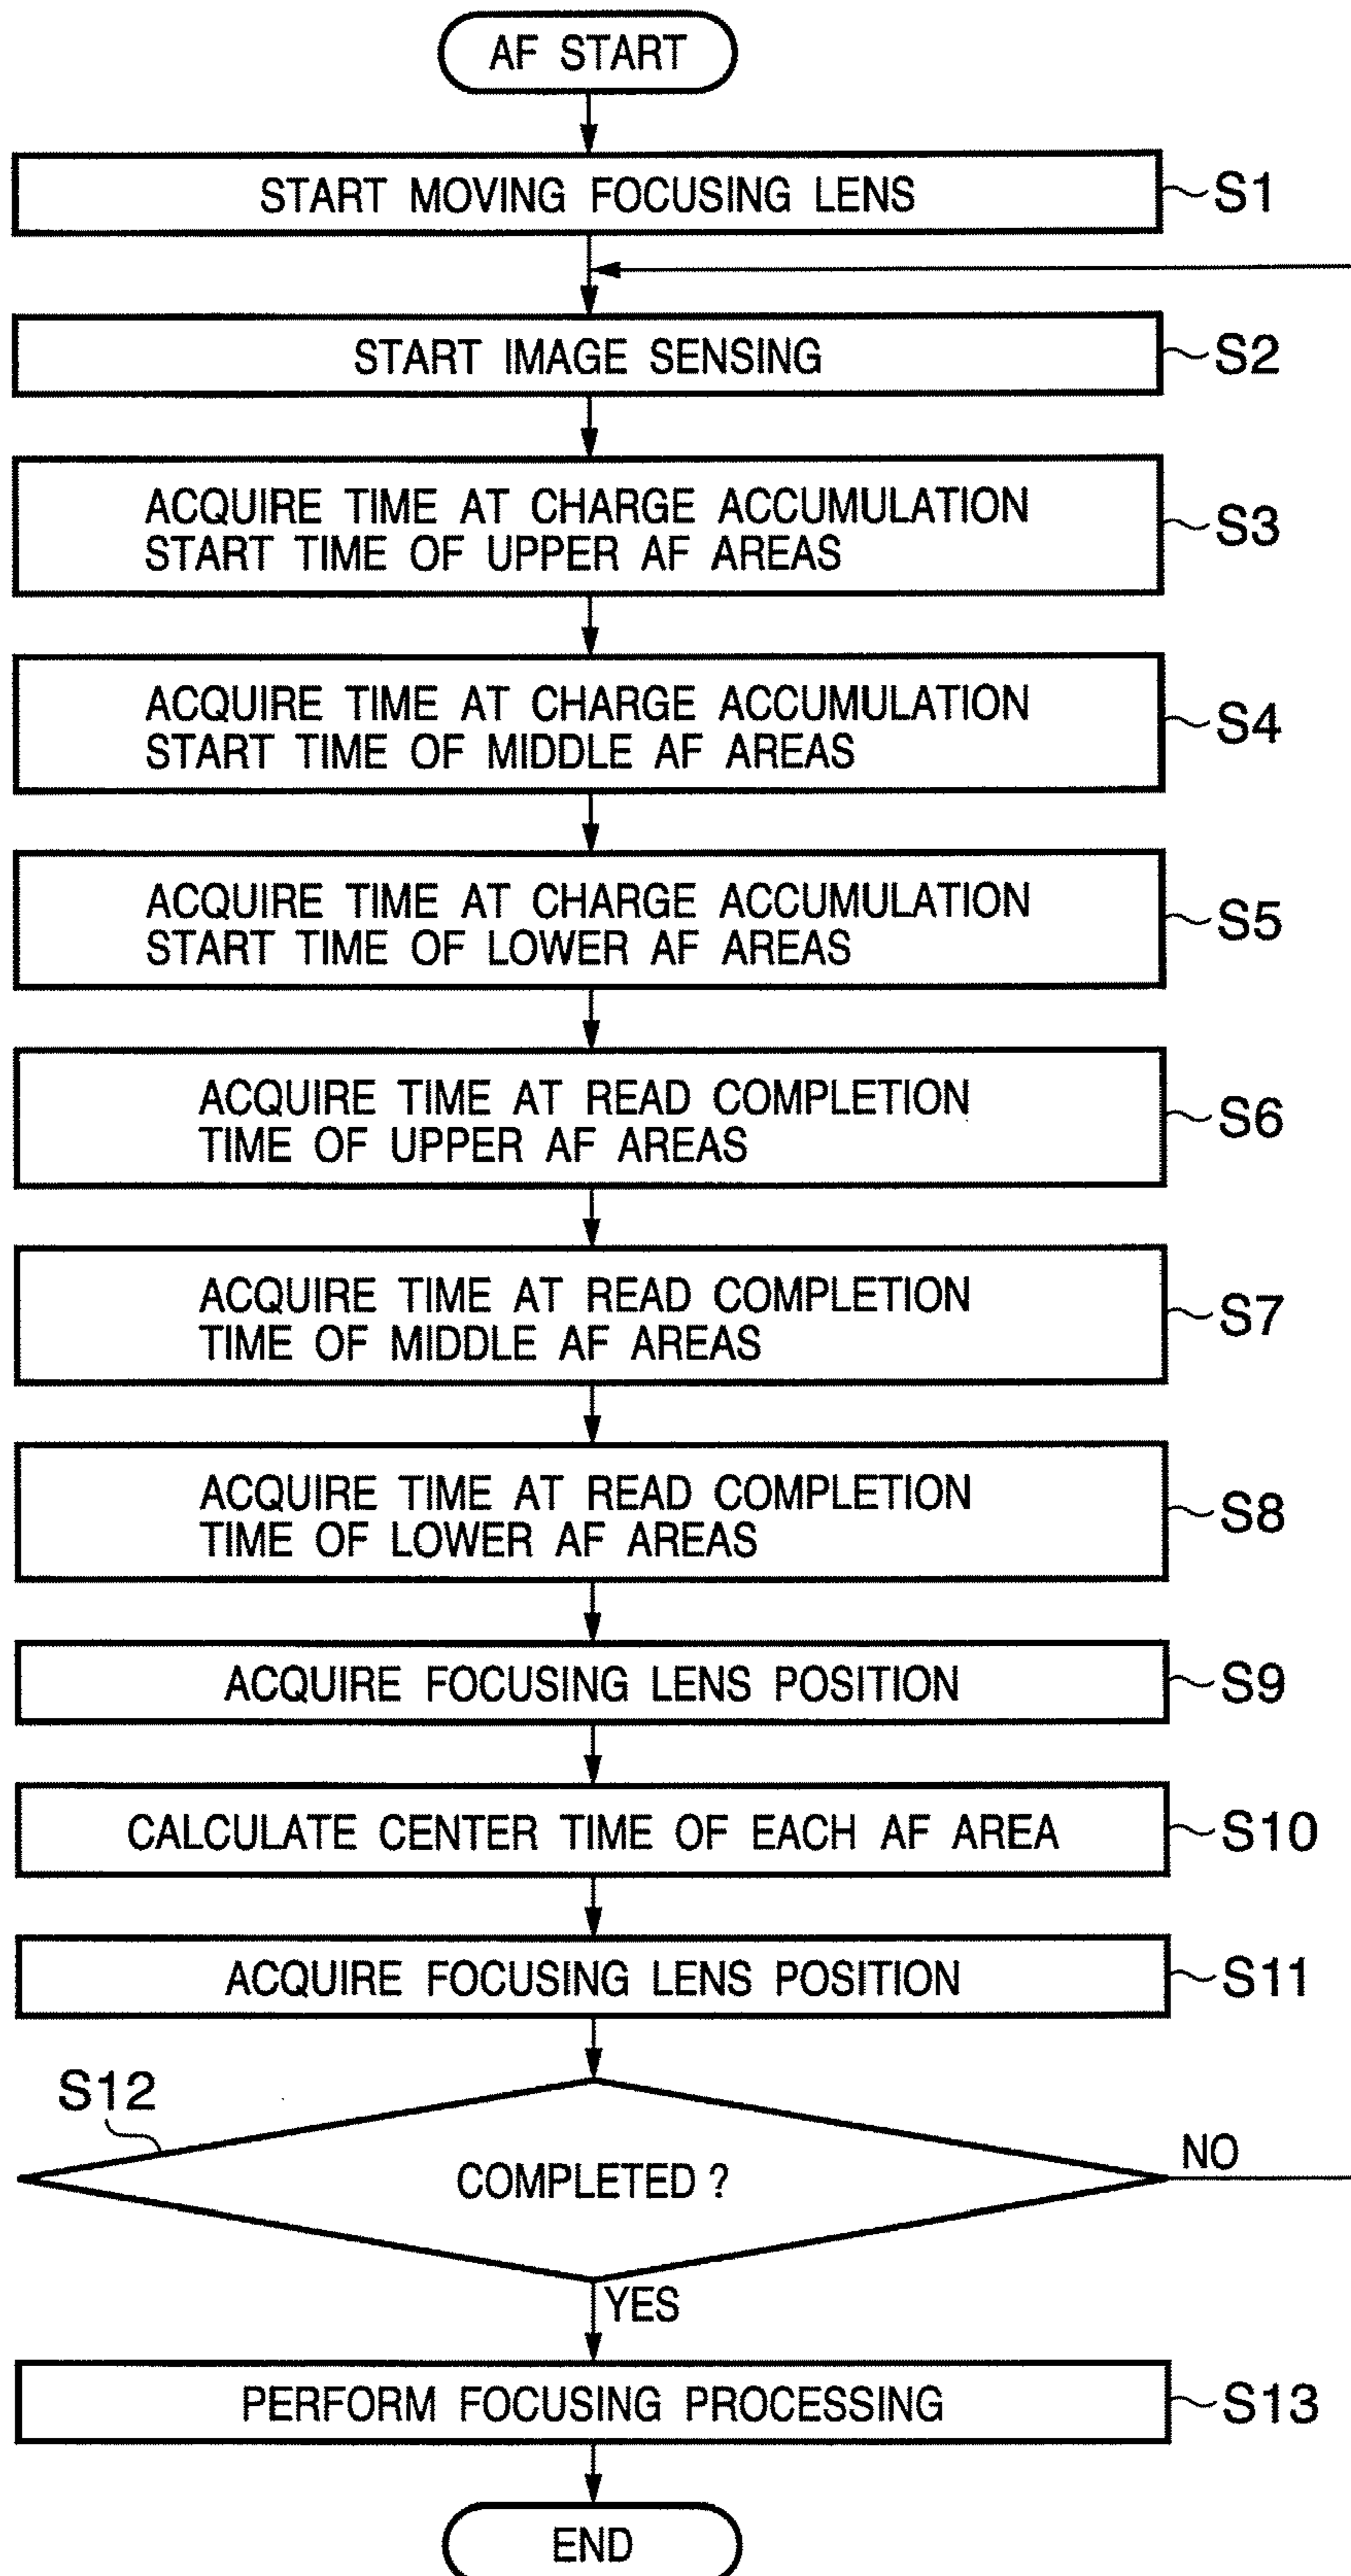 AF START
START MOVING FOCUSING LENS
S1
START IMAGE SENSING
S2
ACQUIRE TIME AT CHARGE ACCUMULATION
START TIME OF UPPER AF AREAS
S3
ACQUIRE TIME AT CHARGE ACCUMULATION
START TIME OF MIDDLE AF AREAS
S4
ACQUIRE TIME AT CHARGE ACCUMULATION
START TIME OF LOWER AF AREAS
S5
ACQUIRE TIME AT READ COMPLETION
TIME OF UPPER AF AREAS
S6
ACQUIRE TIME AT READ COMPLETION
TIME OF MIDDLE AF AREAS
S7
ACQUIRE TIME AT READ COMPLETION
TIME OF LOWER AF AREAS
S8
ACQUIRE FOCUSING LENS POSITION
S9
CALCULATE CENTER TIME OF EACH AF AREA
S10
ACQUIRE FOCUSING LENS POSITION
S11
S12
COMPLETED ?
NO
YES
PERFORM FOCUSING PROCESSING
S13
END